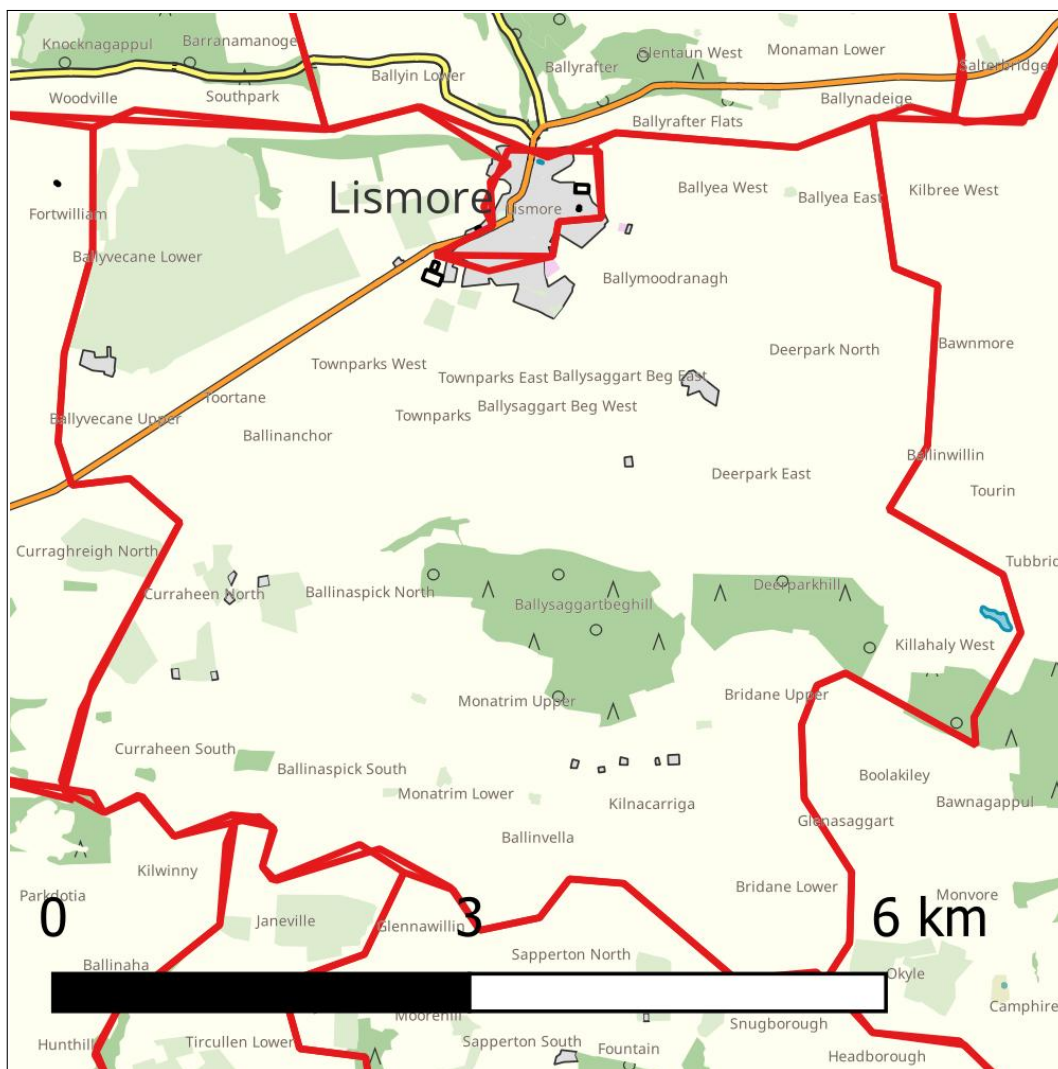 Knocknagappul
Barranamanoge
Glentaun West
Monaman Lower
Ballyin Lower
Ballyrafter
Salterbridge
Woodville
Southpark
Ballynadeige
Ballyrafter Flats
Lismore
Lismore
Ballyea West
Ballyea East
Kilbree West
Fortwilliam
Ballyvecane Lower
Ballymoodranagh
Deerpark North
Bawnmore
Townparks West
Townparks East
Ballysaggart Beg East
Toortane
Ballysaggart Beg West
Townparks
Ballyvecane Upper
Ballinanchor
Ballinwillin
Deerpark East
Tourin
Curraghreigh North
Tubbrid
Curraheen North
Ballinaspick North
Ballysaggartbeghill
Deerparkhill
Killahaly West
Monatrim Upper
Bridane Upper
Curraheen South
Ballinaspick South
Boolakiley
Monatrim Lower
Kilnacarriga
Bawnagappul
Glenasaggart
Ballinvella
Kilwinny
Parkdotia
Bridane Lower
Monvore
0
3
6 km
Janeville
Glennawillin
Sapperton North
Ballinaha
Okyle
Camphire
Moorehill
Snugborough
Hunthill
Tircullen Lower
Sapperton South
Fountain
Headborough